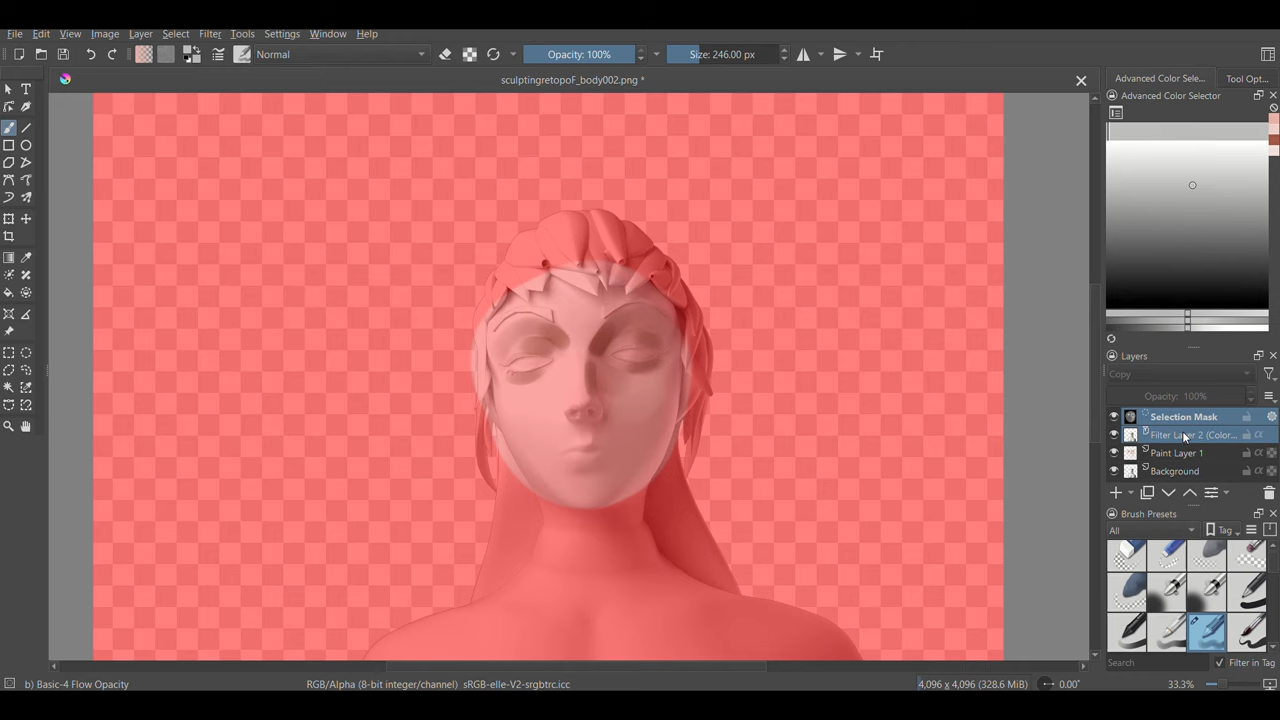 File Edit View Image Layer Select Filter Tools Settings Window Help
Normal Opacity: 100% Size: 246.00 px
sculptingretopoF_body002.png *
Advanced Color Sele... Tool Opt...
Advanced Color Selector
Layers
Copy
Opacity: 100%
Selection Mask
Filter Layer 2 (Color...
Paint Layer 1
Background
Brush Presets
All Tag
Search Filter in Tag
b) Basic-4 Flow Opacity RGB/Alpha (8-bit integer/channel) sRGB-elle-V2-srgbtrc.icc 4,096 x 4,096 (328.6 MiB) 0.00° 33.3%